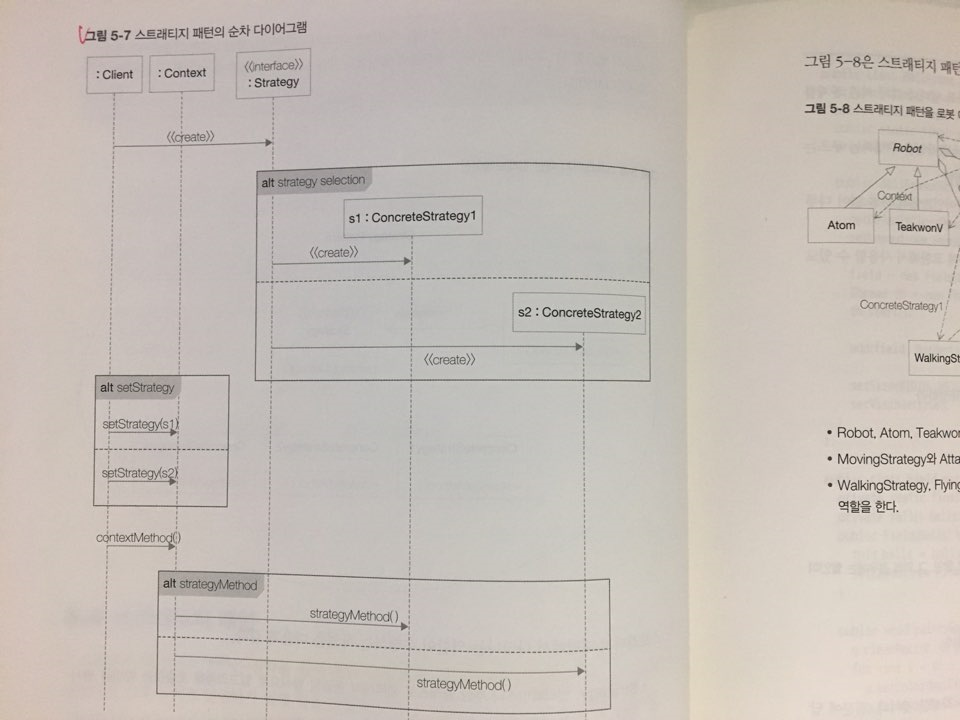 그림 5-7 스트래티지 패턴의 순차 다이어그램
: Client
: Context
《interface》
: Strategy
《create》
alt strategy selection
s1 : ConcreteStrategy1
《create》
s2 : ConcreteStrategy2
《create》
alt setStrategy
setStrategy(s1)
setStrategy(s2)
contextMethod()
alt strategyMethod
strategyMethod()
strategyMethod()
그림 5-8은 스트래티지 패턴
그림 5-8 스트래티지 패턴을 로봇
Robot
Context
Atom
TeakwonV
ConcreteStrategy1
WalkingSt
• Robot, Atom, Teakwon
• MovingStrategy와 Atta
• WalkingStrategy, Flying
역할을 한다.